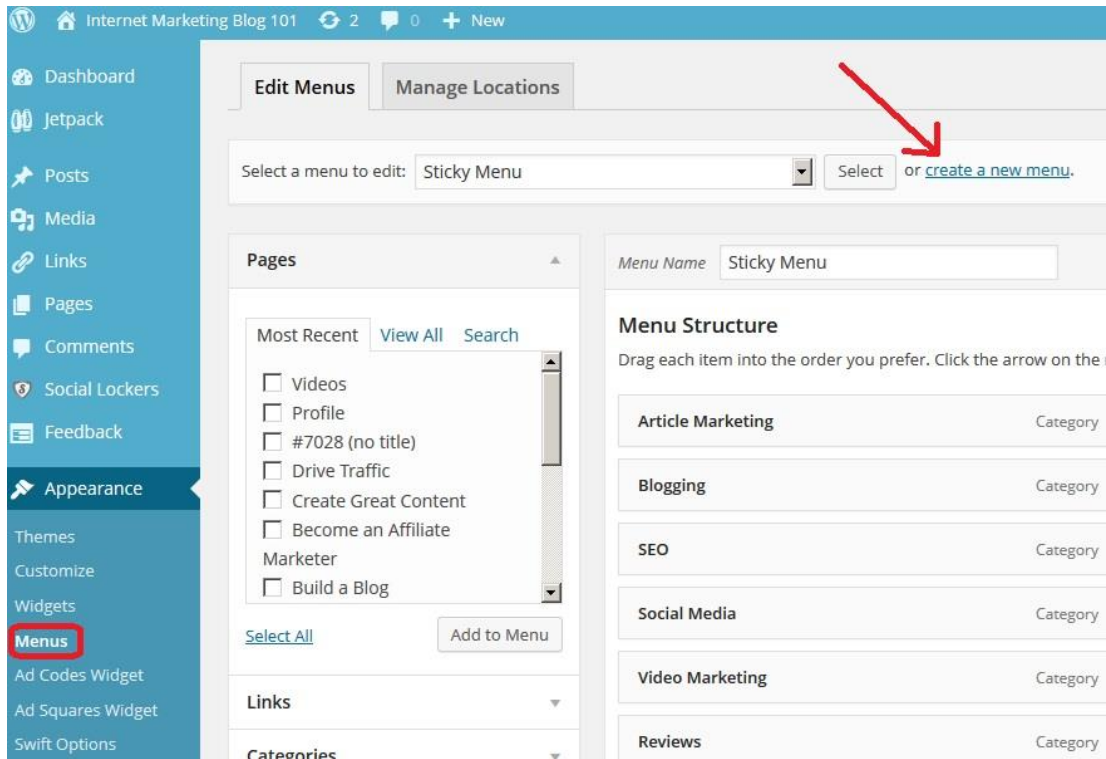 Internet Marketing Blog 101 2 0 + New
Dashboard
Jetpack
Posts
Media
Links
Pages
Comments
Social Lockers
Feedback
Appearance
Themes
Customize
Widgets
Menus
Ad Codes Widget
Ad Squares Widget
Swift Options
Edit Menus
Manage Locations
Select a menu to edit: Sticky Menu Select or create a new menu.
Pages
Most Recent View All Search
Videos
Profile
#7028 (no title)
Drive Traffic
Create Great Content
Become an Affiliate
Marketer
Build a Blog
Select All Add to Menu
Links
Categories
Menu Name Sticky Menu
Menu Structure
Drag each item into the order you prefer. Click the arrow on the
Article Marketing Category
Blogging Category
SEO Category
Social Media Category
Video Marketing Category
Reviews Category